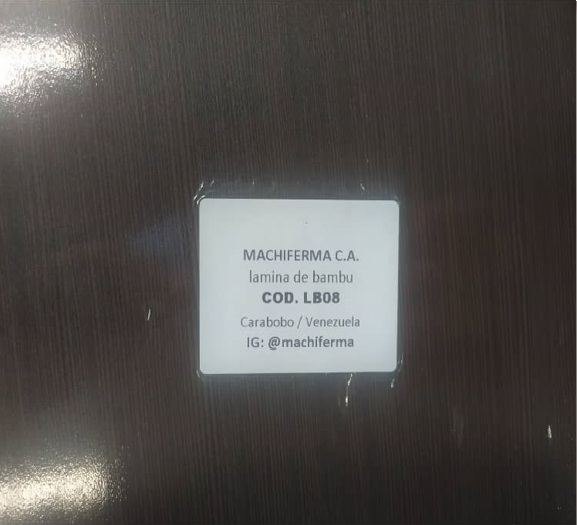 MACHIFERMA C.A.
lamina de bambu
COD. LB08
Carabobo / Venezuela
IG: @machiferma